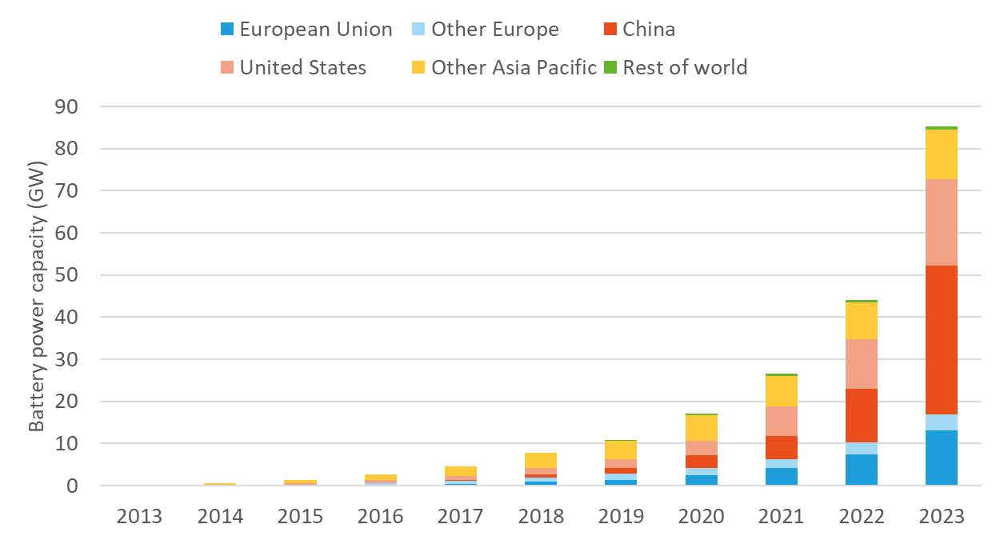 European Union Other Europe China
United States Other Asia Pacific Rest of world
Battery power capacity (GW)
90
80
70
60
50
40
30
20
10
0
2013 2014 2015 2016 2017 2018 2019 2020 2021 2022 2023